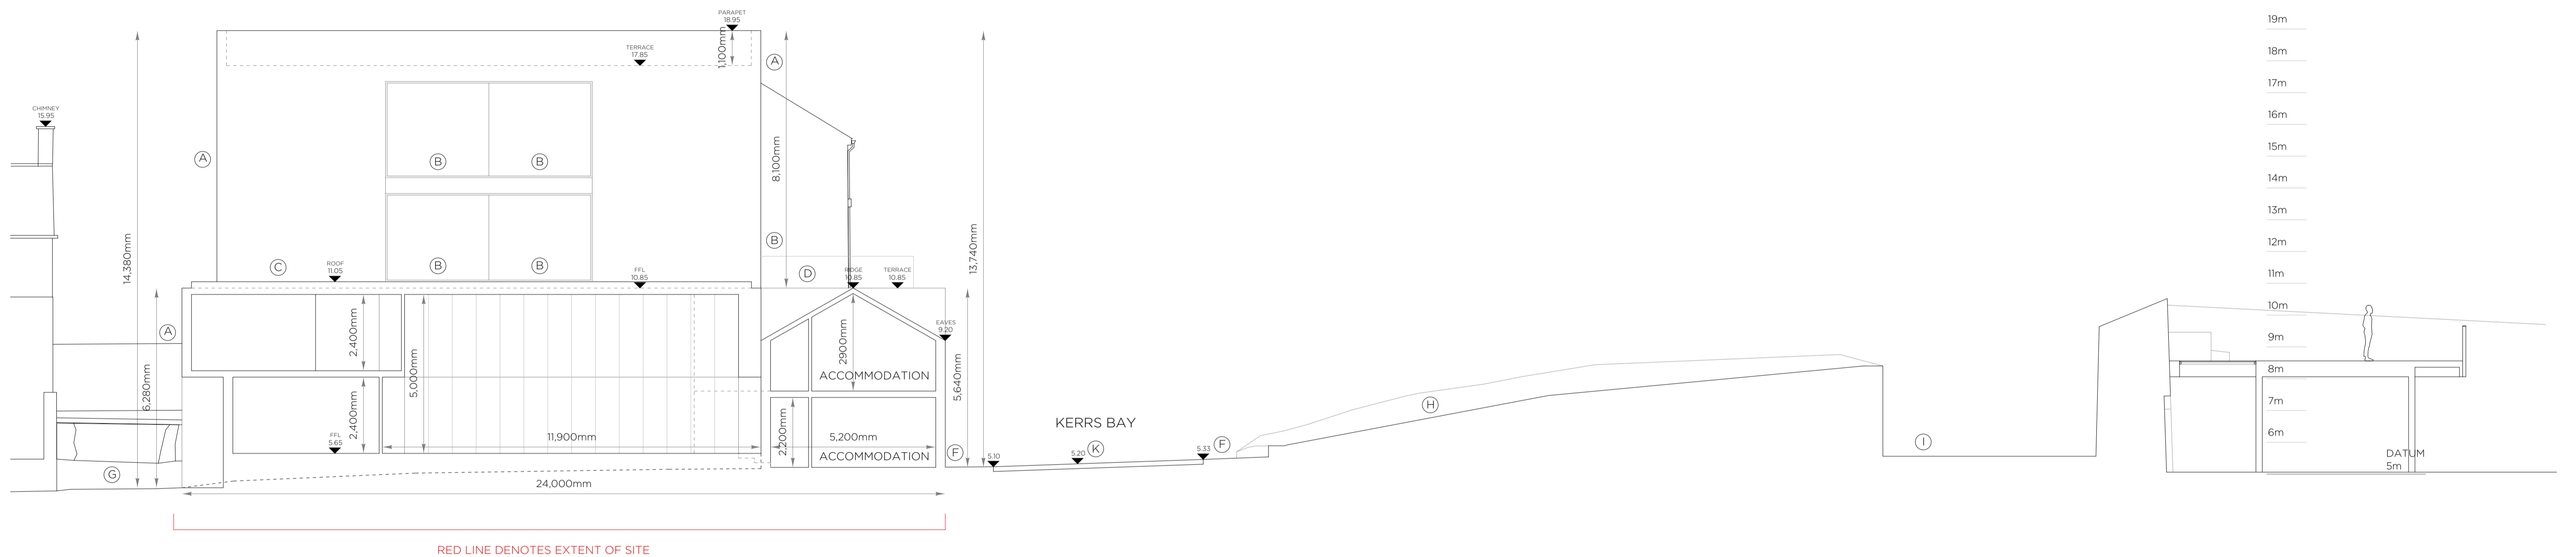 PARAPET
18.95
TERRACE
17.85
1,100mm
A
CHIMNEY
15.95
A
B
B
8,100mm
14,380mm
13,740mm
B
C
ROOF
11.05
B
B
FFL
10.85
D
RIDGE
10.85
TERRACE
10.85
A
2,400mm
5,000mm
2900mm
EAVES
9.20
ACCOMMODATION
6,280mm
5,640mm
2,400mm
FFL
5.65
11,900mm
2,200mm
5,200mm
ACCOMMODATION
F
G
24,000mm
RED LINE DENOTES EXTENT OF SITE
KERRS BAY
5.10
5.20
K
5.33
F
H
I
19m
18m
17m
16m
15m
14m
13m
12m
11m
10m
9m
8m
7m
6m
DATUM
5m